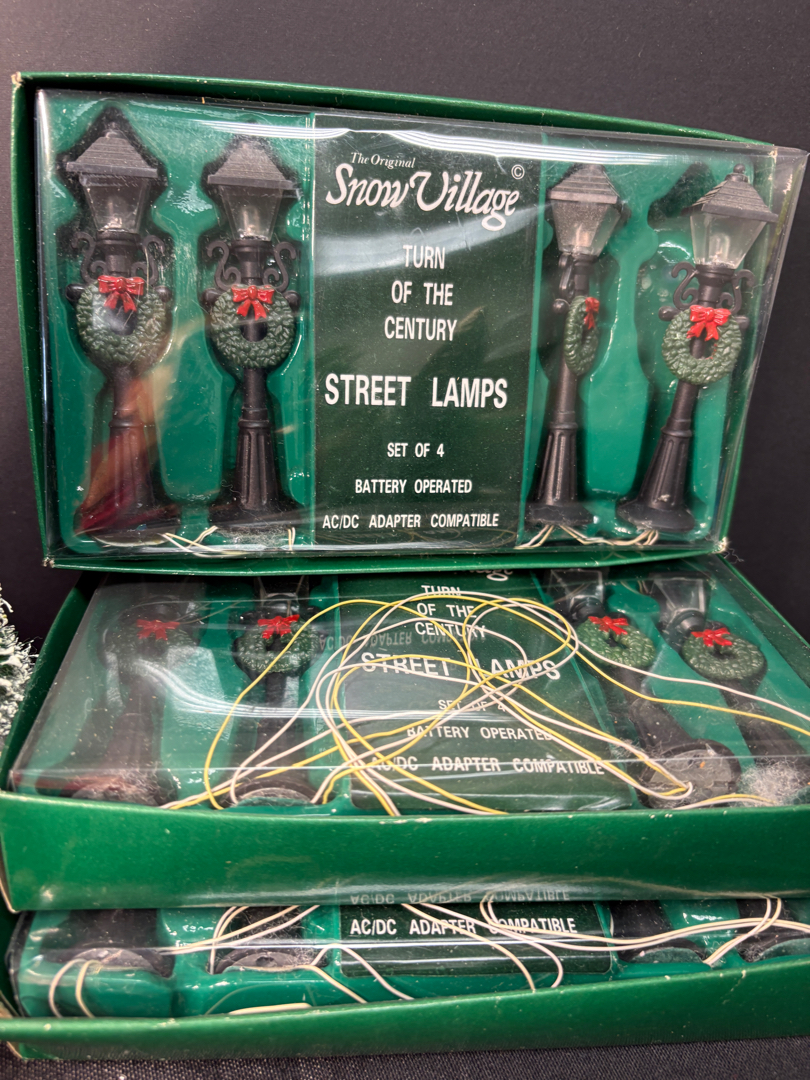 The Original
Snow Village ©
TURN
OF THE
CENTURY
STREET LAMPS
SET OF 4
BATTERY OPERATED
AC/DC ADAPTER COMPATIBLE
TURN
OF THE
CENTURY
STREET LAMPS
SET OF 4
BATTERY OPERATED
AC/DC ADAPTER COMPATIBLE
AC/DC ADAPTER COMPATIBLE